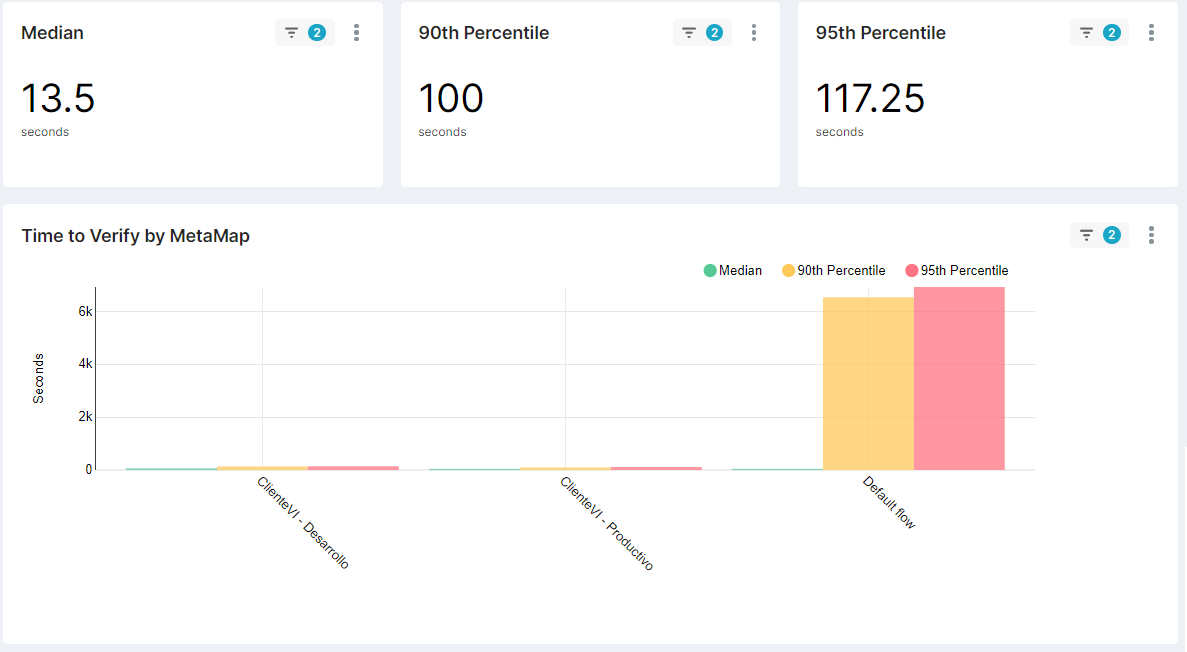 Median 2
90th Percentile 2
95th Percentile 2
13.5
seconds
100
seconds
117.25
seconds
Time to Verify by MetaMap 2
Median 90th Percentile 95th Percentile
Seconds
6k
4k
2k
0
ClienteVI - Desarrollo
ClienteVI - Productivo
Default flow